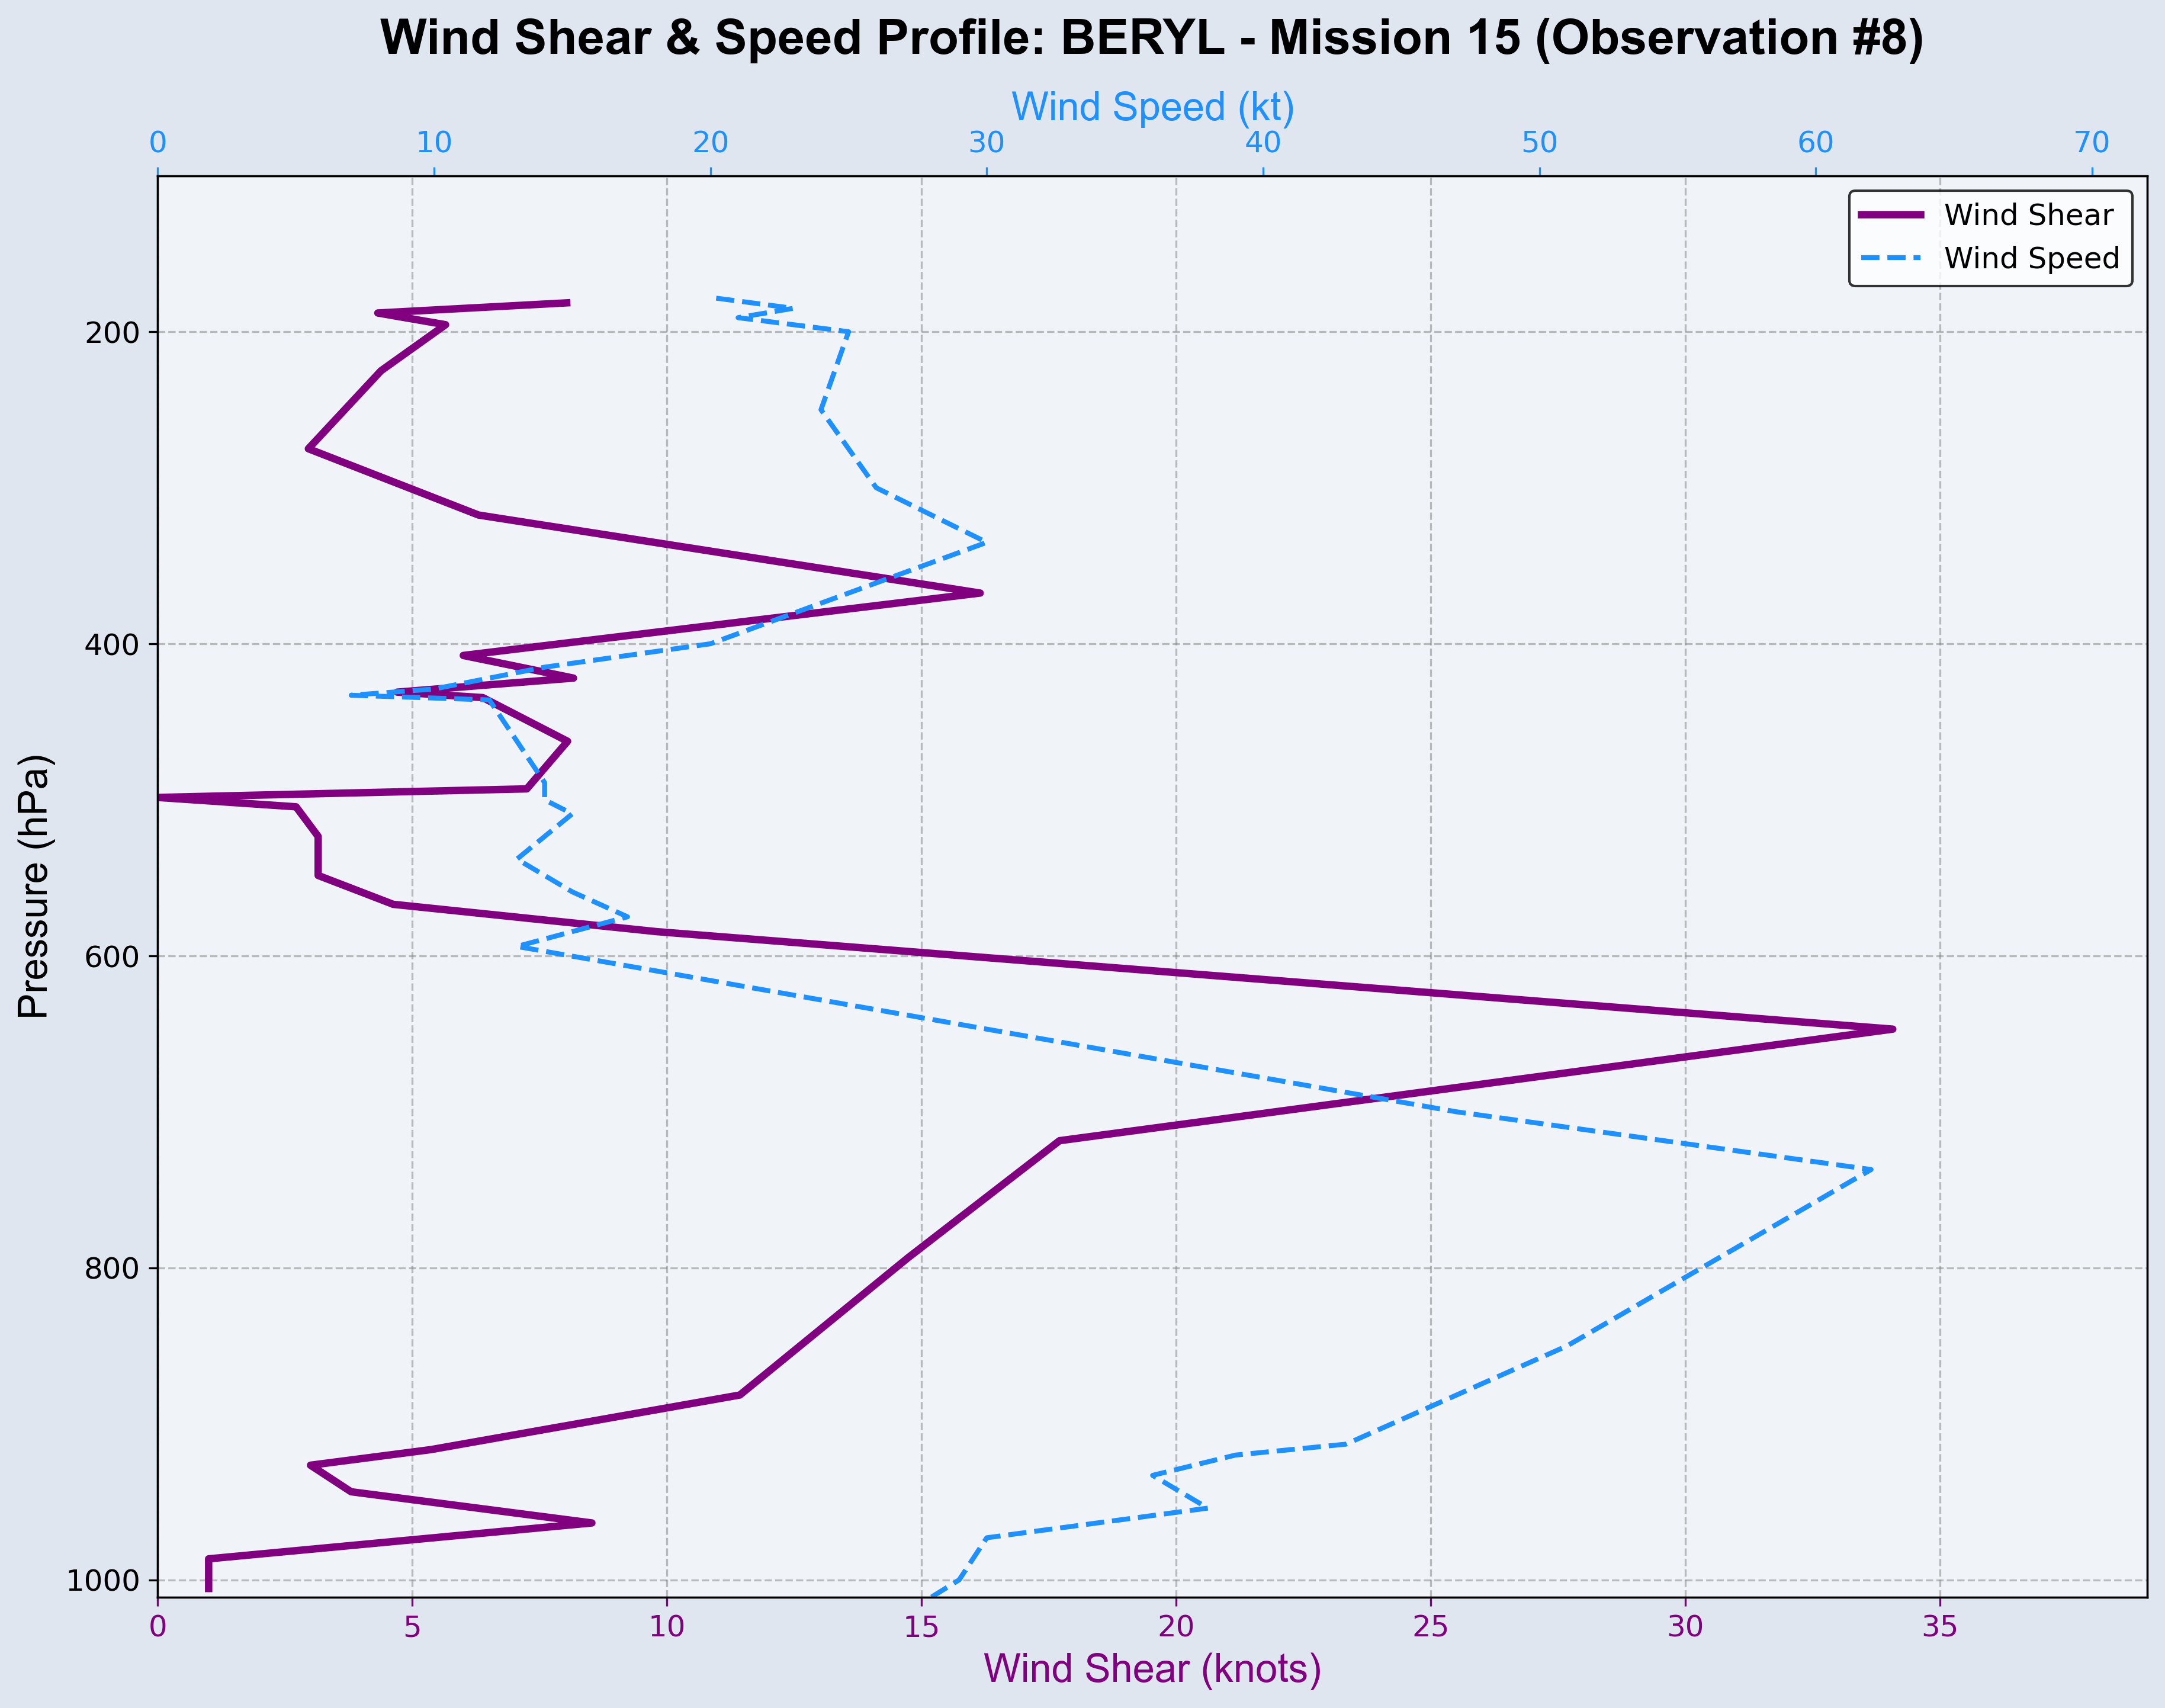 Wind Shear & Speed Profile: BERYL - Mission 15 (Observation #8)
Wind Speed (kt)
0 10 20 30 40 50 60 70
Wind Shear
Wind Speed
200
400
600
800
1000
Pressure (hPa)
0 5 10 15 20 25 30 35
Wind Shear (knots)